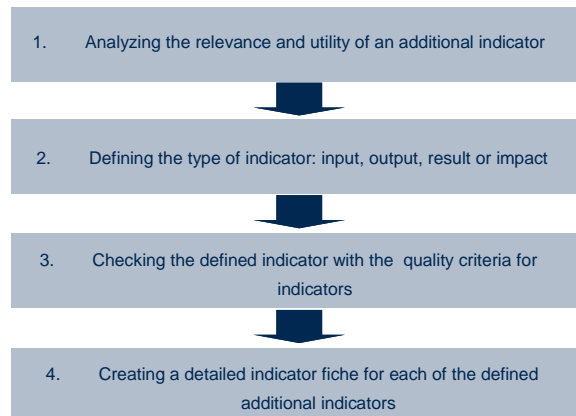 1. Analyzing the relevance and utility of an additional indicator
2. Defining the type of indicator: input, output, result or impact
3. Checking the defined indicator with the quality criteria for
indicators
4. Creating a detailed indicator fiche for each of the defined
additional indicators